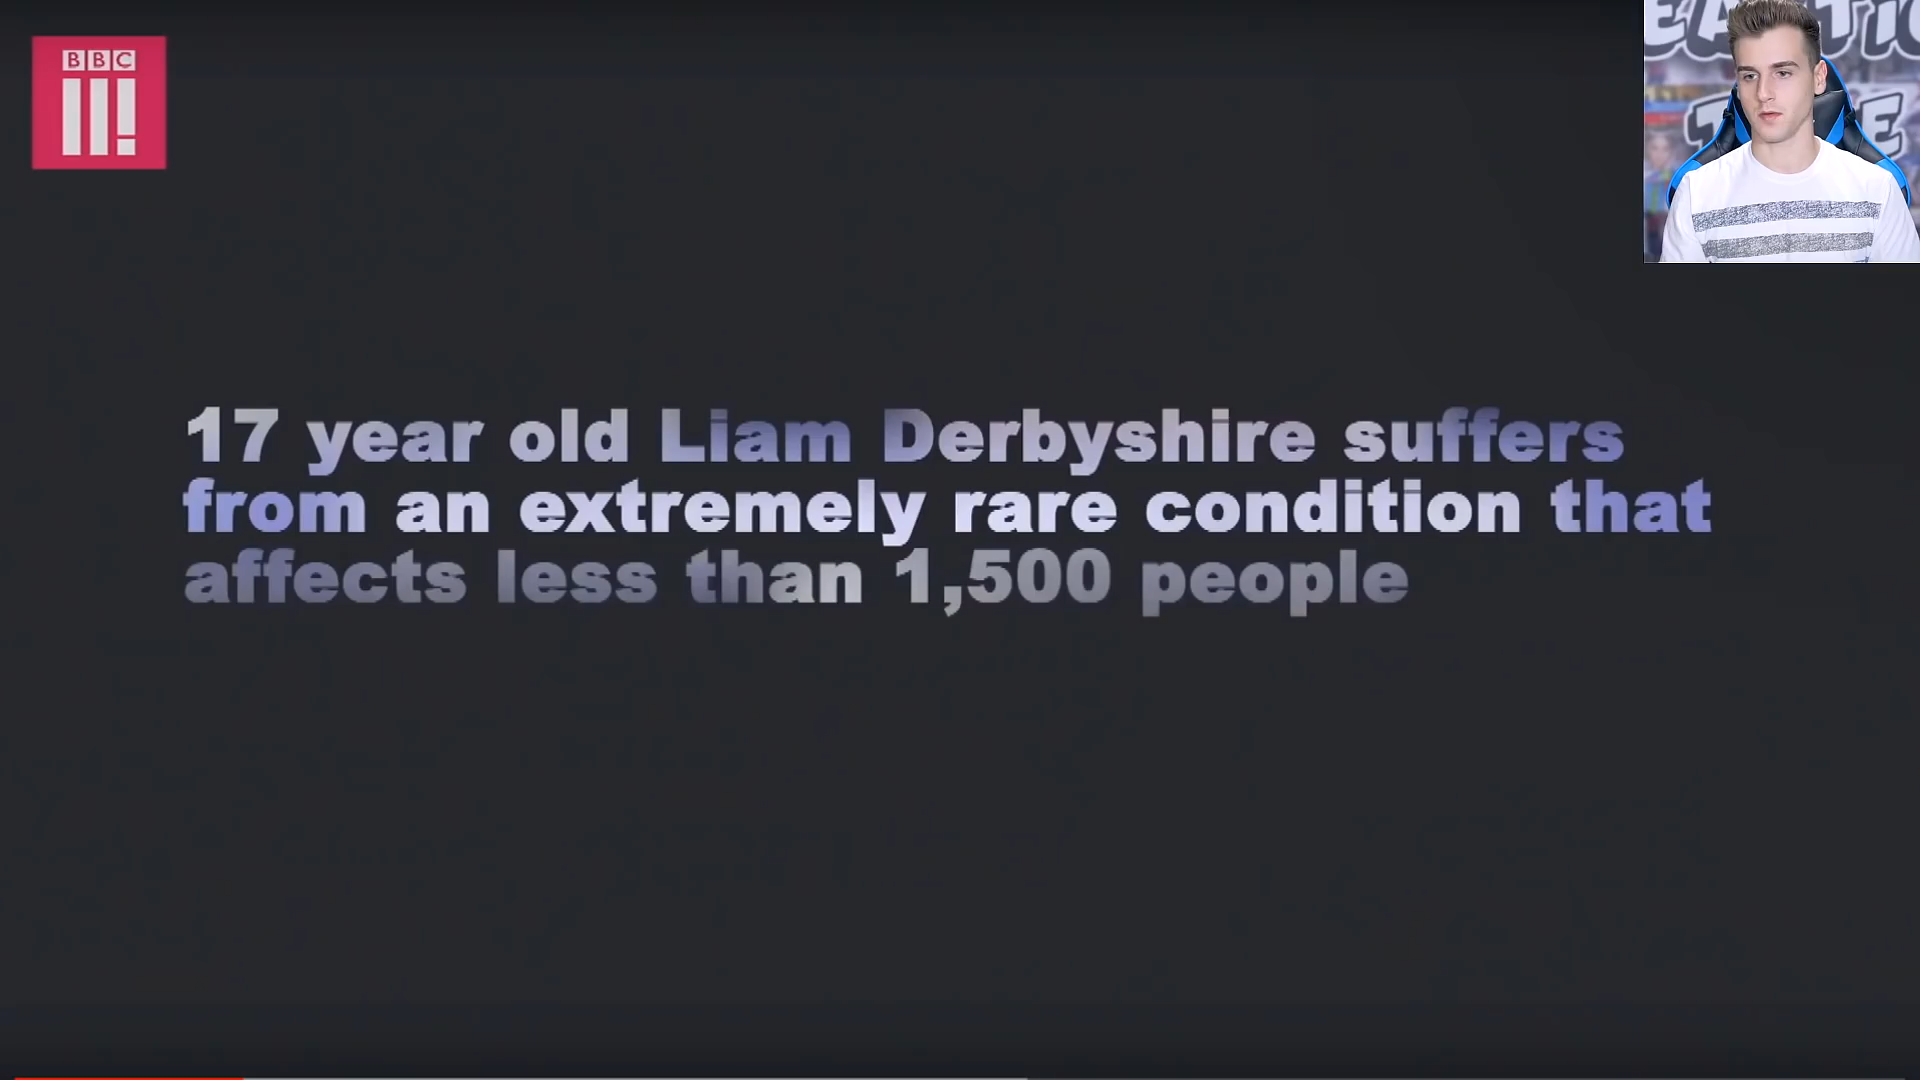 BBC
III!
17 year old Liam Derbyshire suffers
from an extremely rare condition that
affects less than 1,500 people